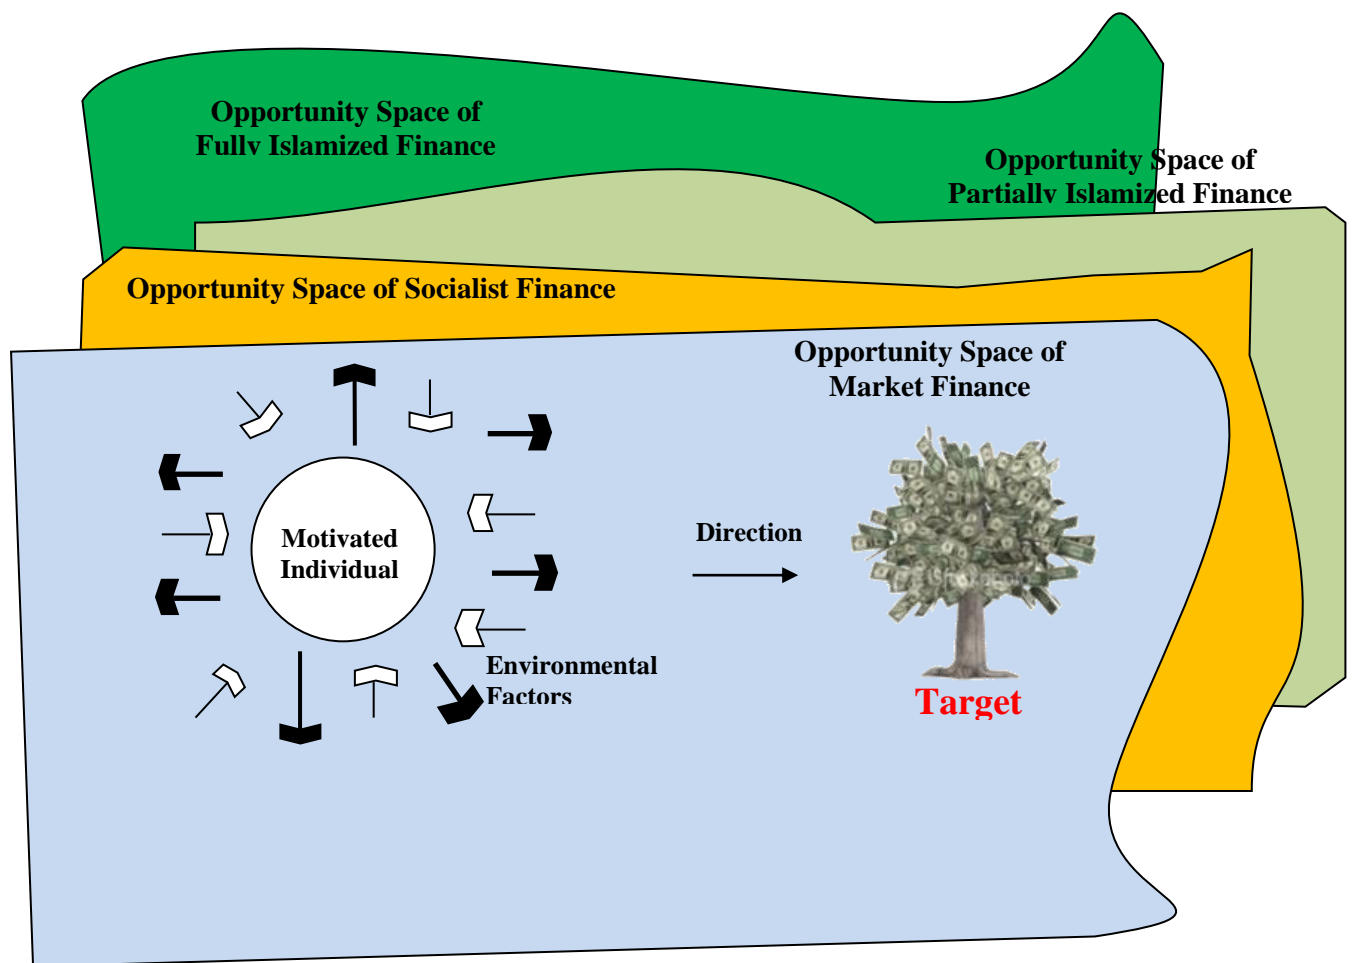 Opportunity Space of
Fully Islamized Finance
Opportunity Space of
Partially Islamized Finance
Opportunity Space of Socialist Finance
Opportunity Space of
Market Finance
Motivated
Individual
Direction
Environmental
Factors
Target